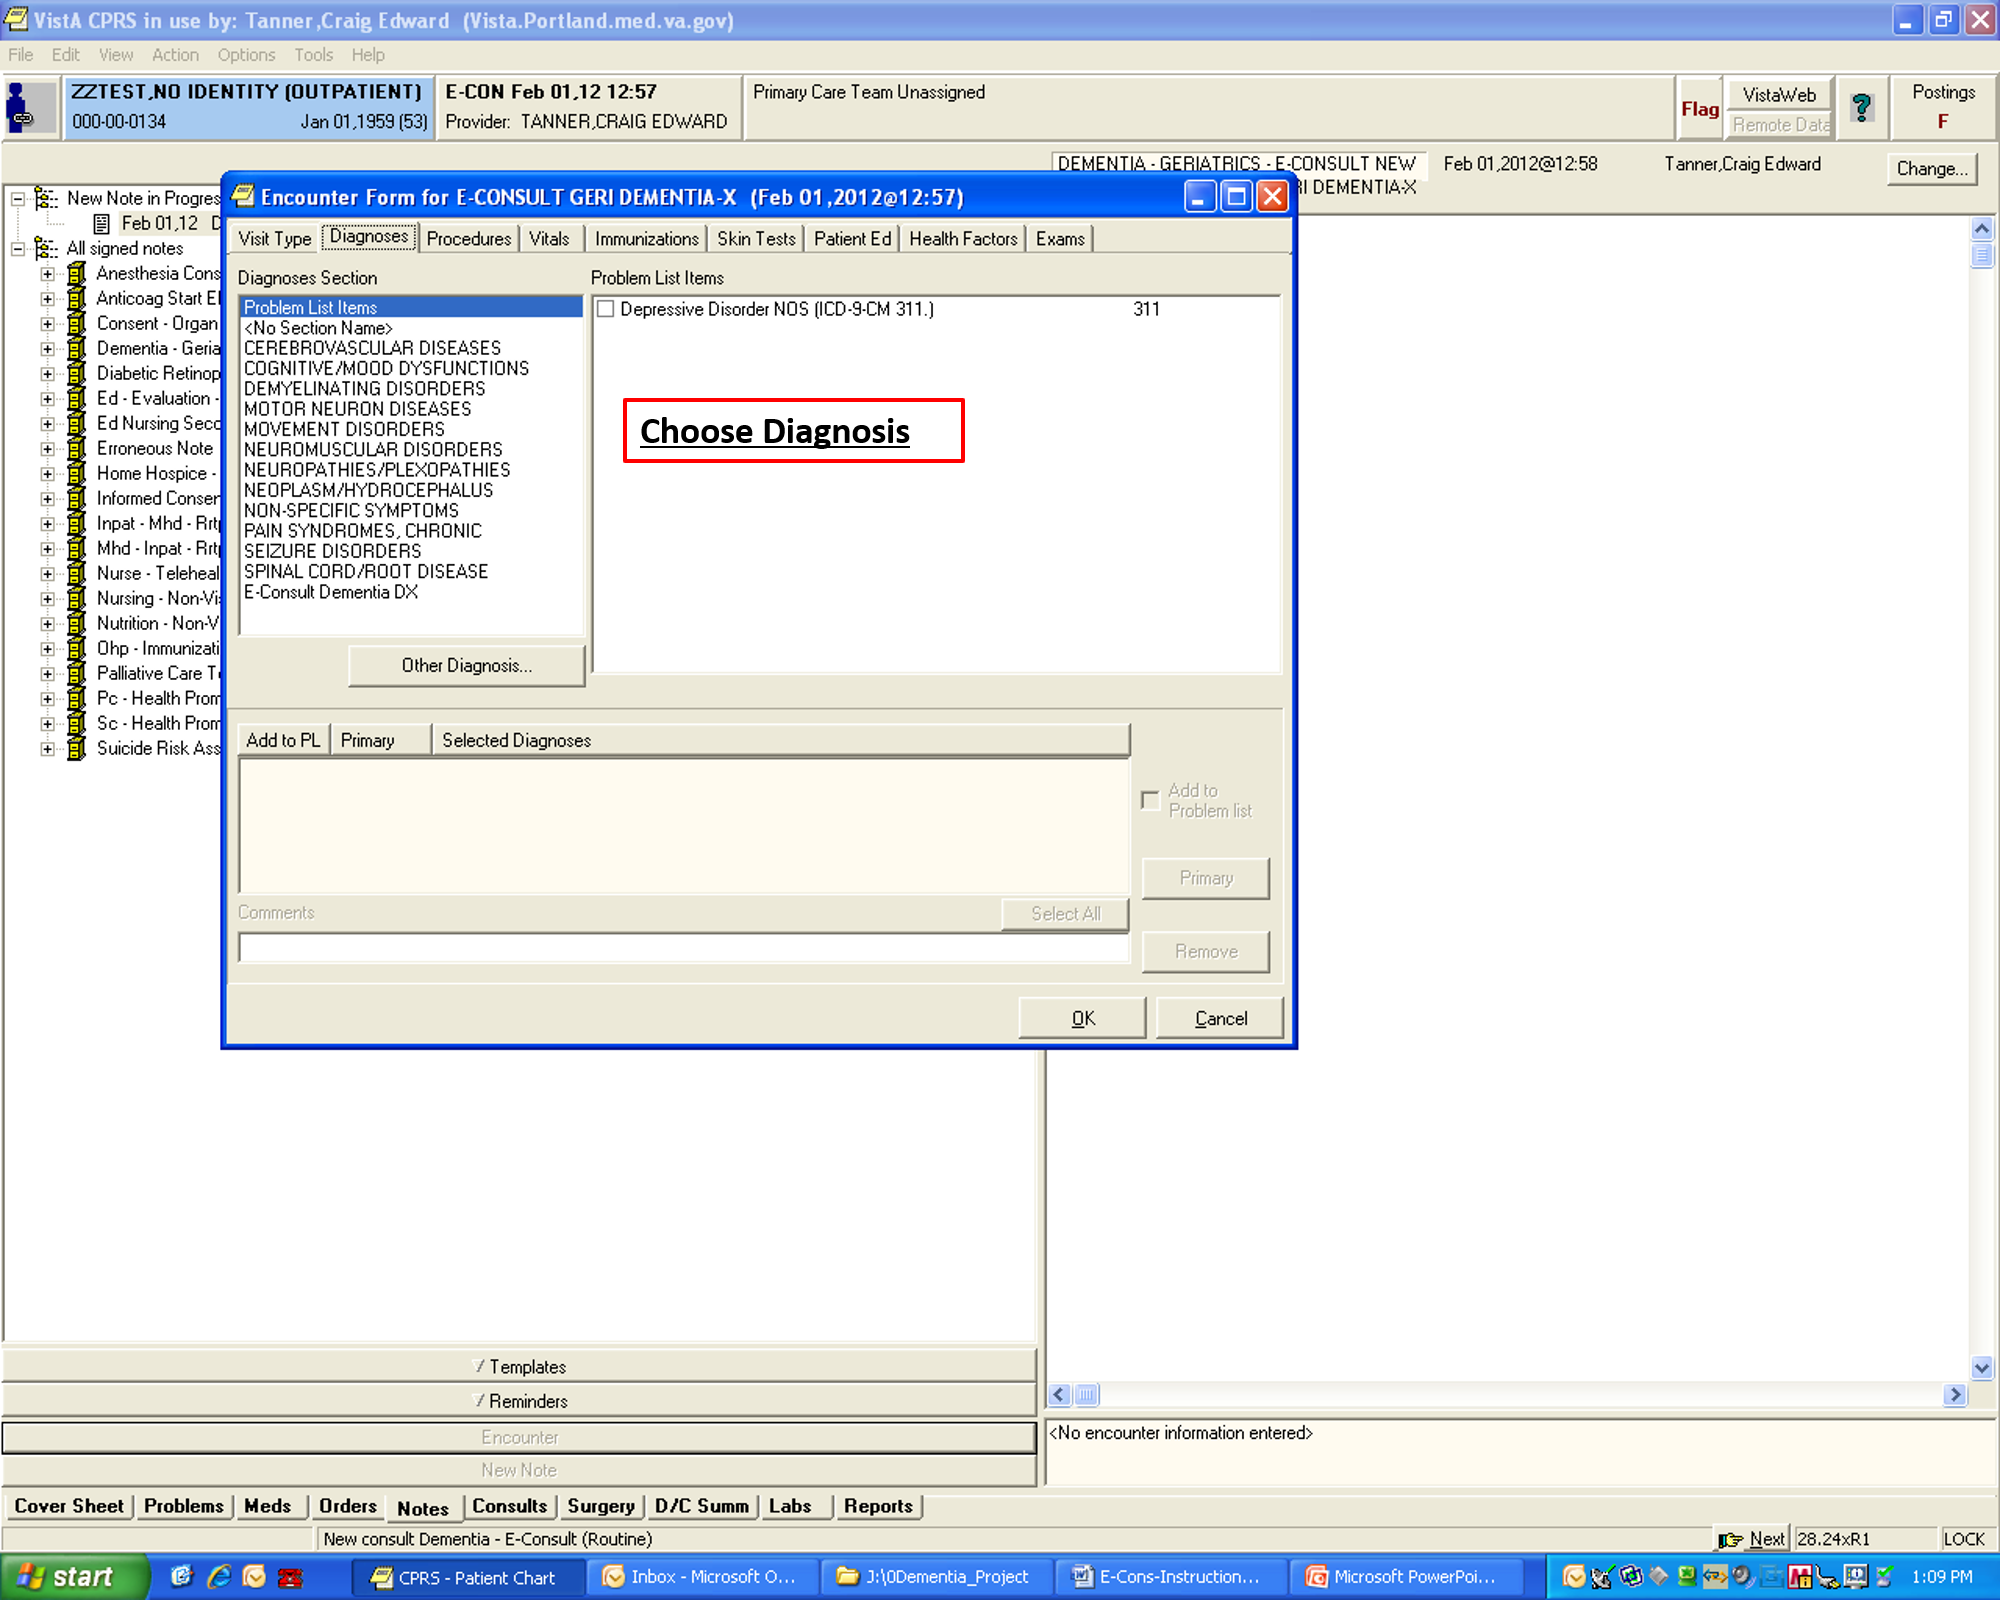 VistA CPRS in use by: Tanner,Craig Edward (Vista.Portland.med.va.gov)
File Edit View Action Options Tools Help
ZZTEST,NO IDENTITY (OUTPATIENT)
000-00-0134 Jan 01,1959 (53)
E-CON Feb 01,12 12:57
Provider: TANNER,CRAIG EDWARD
Primary Care Team Unassigned
Flag
VistaWeb
Remote Data
?
Postings
F
DEMENTIA - GERIATRICS - E-CONSULT NEW Feb 01,2012@12:58 Tanner,Craig Edward Change...
RI DEMENTIA-X
New Note in Progres
Feb 01,12 D
All signed notes
Anesthesia Cons
Anticoag Start El
Consent - Organ
Dementia - Geria
Diabetic Retinop
Ed - Evaluation -
Ed Nursing Seco
Erroneous Note
Home Hospice -
Informed Conser
Inpat - Mhd - Rrtp
Mhd - Inpat - Rrt
Nurse - Teleheal
Nursing - Non-Vi
Nutrition - Non-V
Ohp - Immunizati
Palliative Care T
Pc - Health Prom
Sc - Health Prom
Suicide Risk Ass
Encounter Form for E-CONSULT GERI DEMENTIA-X (Feb 01,2012@12:57)
Visit Type Diagnoses Procedures Vitals Immunizations Skin Tests Patient Ed Health Factors Exams
Diagnoses Section
Problem List Items
<No Section Name>
CEREBROVASCULAR DISEASES
COGNITIVE/MOOD DYSFUNCTIONS
DEMYELINATING DISORDERS
MOTOR NEURON DISEASES
MOVEMENT DISORDERS
NEUROMUSCULAR DISORDERS
NEUROPATHIES/PLEXOPATHIES
NEOPLASM/HYDROCEPHALUS
NON-SPECIFIC SYMPTOMS
PAIN SYNDROMES, CHRONIC
SEIZURE DISORDERS
SPINAL CORD/ROOT DISEASE
E-Consult Dementia DX
Other Diagnosis...
Problem List Items
Depressive Disorder NOS (ICD-9-CM 311.) 311
Choose Diagnosis
Add to PL Primary Selected Diagnoses
Add to
Problem list
Primary
Comments Select All
Remove
OK Cancel
Templates
Reminders
Encounter
New Note
<No encounter information entered>
Cover Sheet Problems Meds Orders Notes Consults Surgery D/C Summ Labs Reports
New consult Dementia - E-Consult (Routine) Next 28.24xR1 LOCK
start CPRS - Patient Chart Inbox - Microsoft O... J:\0Dementia_Project E-Cons-Instruction... Microsoft PowerPoi... 1:09 PM